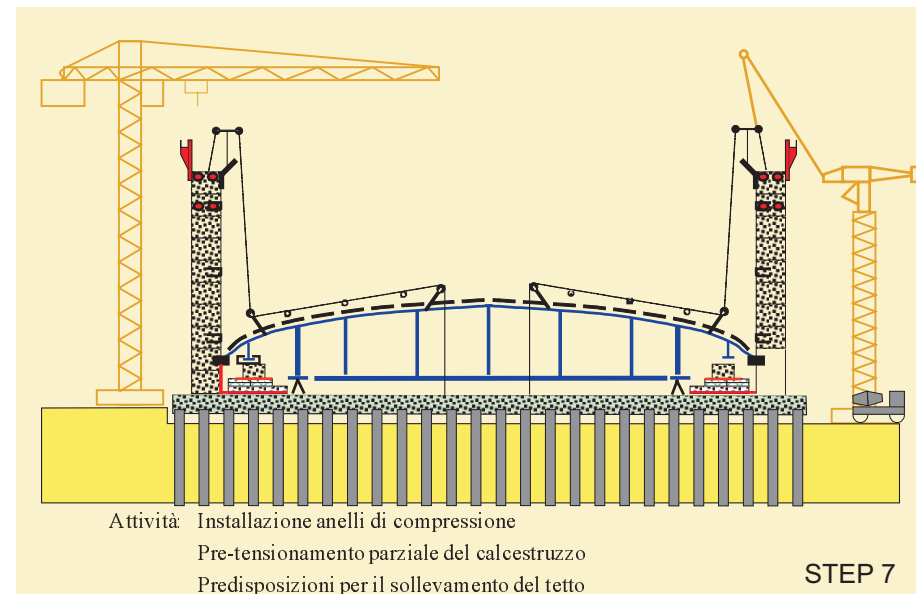 Attività: Installazione anelli di compressione
Pre-tensionamento parziale del calcestruzzo
Predisposizioni per il sollevamento del tetto
STEP 7